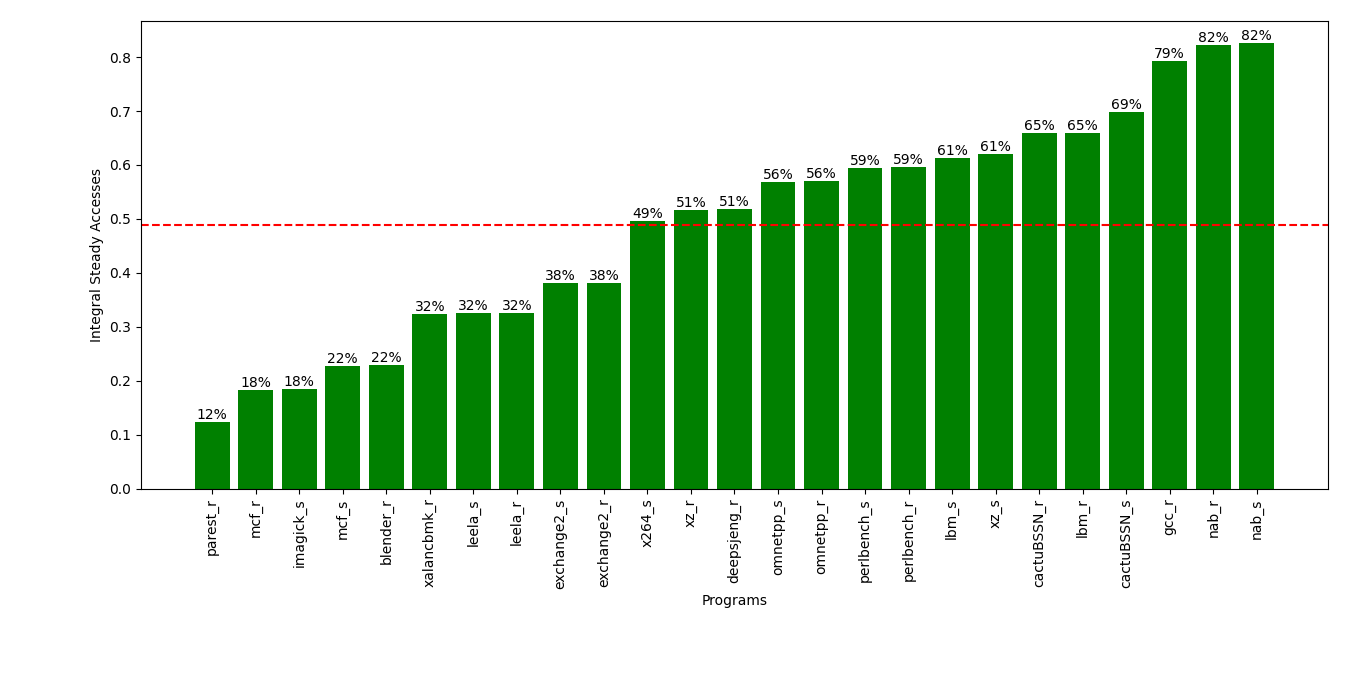 Integral Steady Accesses
0.8
0.7
0.6
0.5
0.4
0.3
0.2
0.1
0.0
12%
18%
18%
22%
22%
32%
32%
32%
38%
38%
49%
51%
51%
56%
56%
59%
59%
61%
61%
65%
65%
69%
79%
82%
82%
parest_r
mcf_r
imagick_s
mcf_s
blender_r
xalancbmk_r
leela_s
leela_r
exchange2_s
exchange2_r
x264_s
xz_r
deepsjeng_r
omnetpp_s
omnetpp_r
perlbench_s
perlbench_r
lbm_s
xz_s
cactuBSSN_r
lbm_r
cactuBSSN_s
gcc_r
nab_r
nab_s
Programs